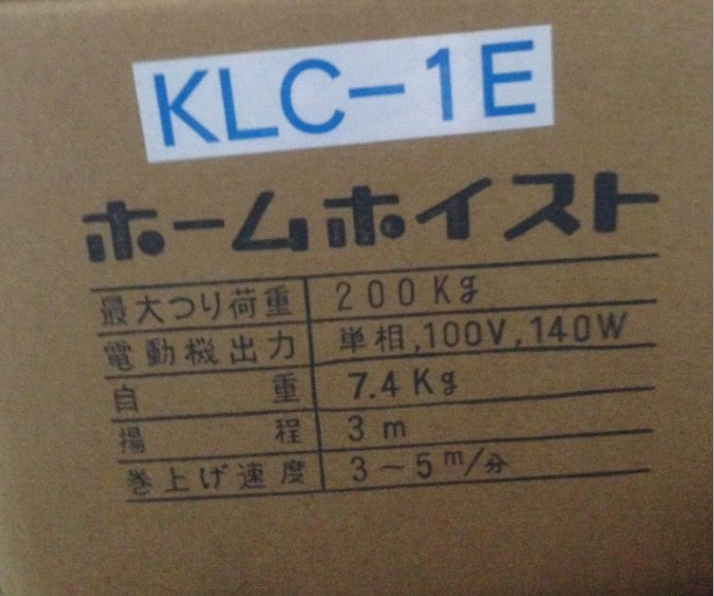 KLC-1E
ホームホイスト
最大つり荷重 200Kg
電動機出力 単相,100V,140W
自重 7.4Kg
揚程 3m
巻上げ速度 3~5m/分